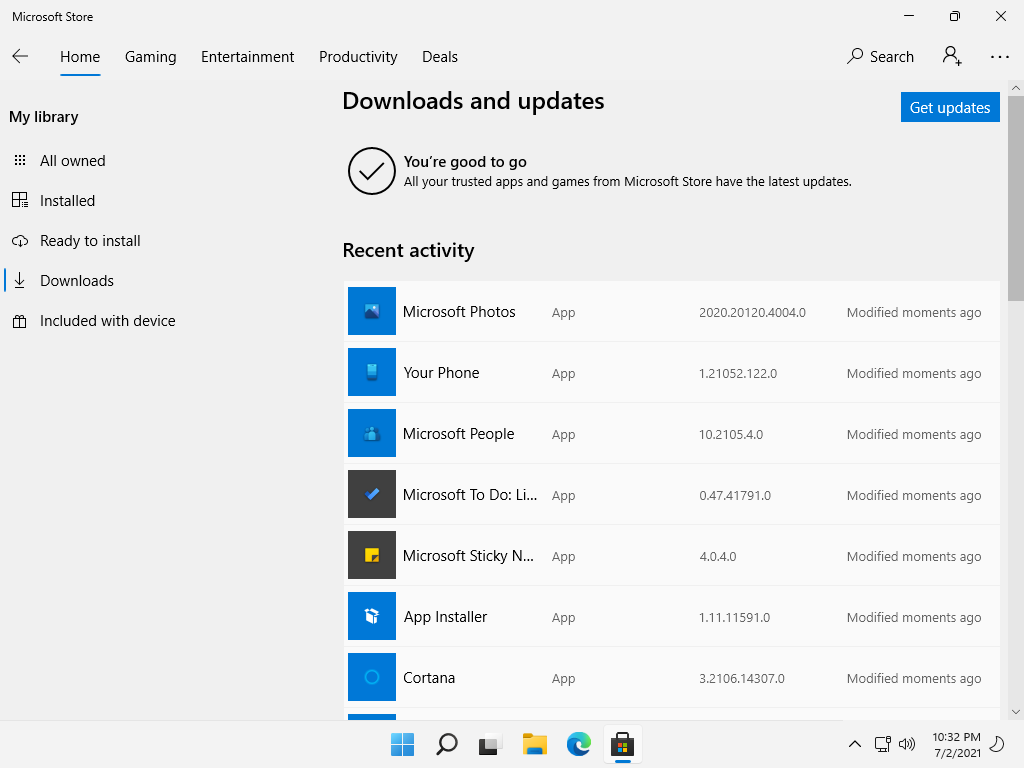 Microsoft Store
Home Gaming Entertainment Productivity Deals Search
My library
All owned
Installed
Ready to install
Downloads
Included with device
Downloads and updates
Get updates
You’re good to go
All your trusted apps and games from Microsoft Store have the latest updates.
Recent activity
Microsoft Photos App 2020.20120.4004.0 Modified moments ago
Your Phone App 1.21052.122.0 Modified moments ago
Microsoft People App 10.2105.4.0 Modified moments ago
Microsoft To Do: Li... App 0.47.41791.0 Modified moments ago
Microsoft Sticky N... App 4.0.4.0 Modified moments ago
App Installer App 1.11.11591.0 Modified moments ago
Cortana App 3.2106.14307.0 Modified moments ago
10:32 PM
7/2/2021